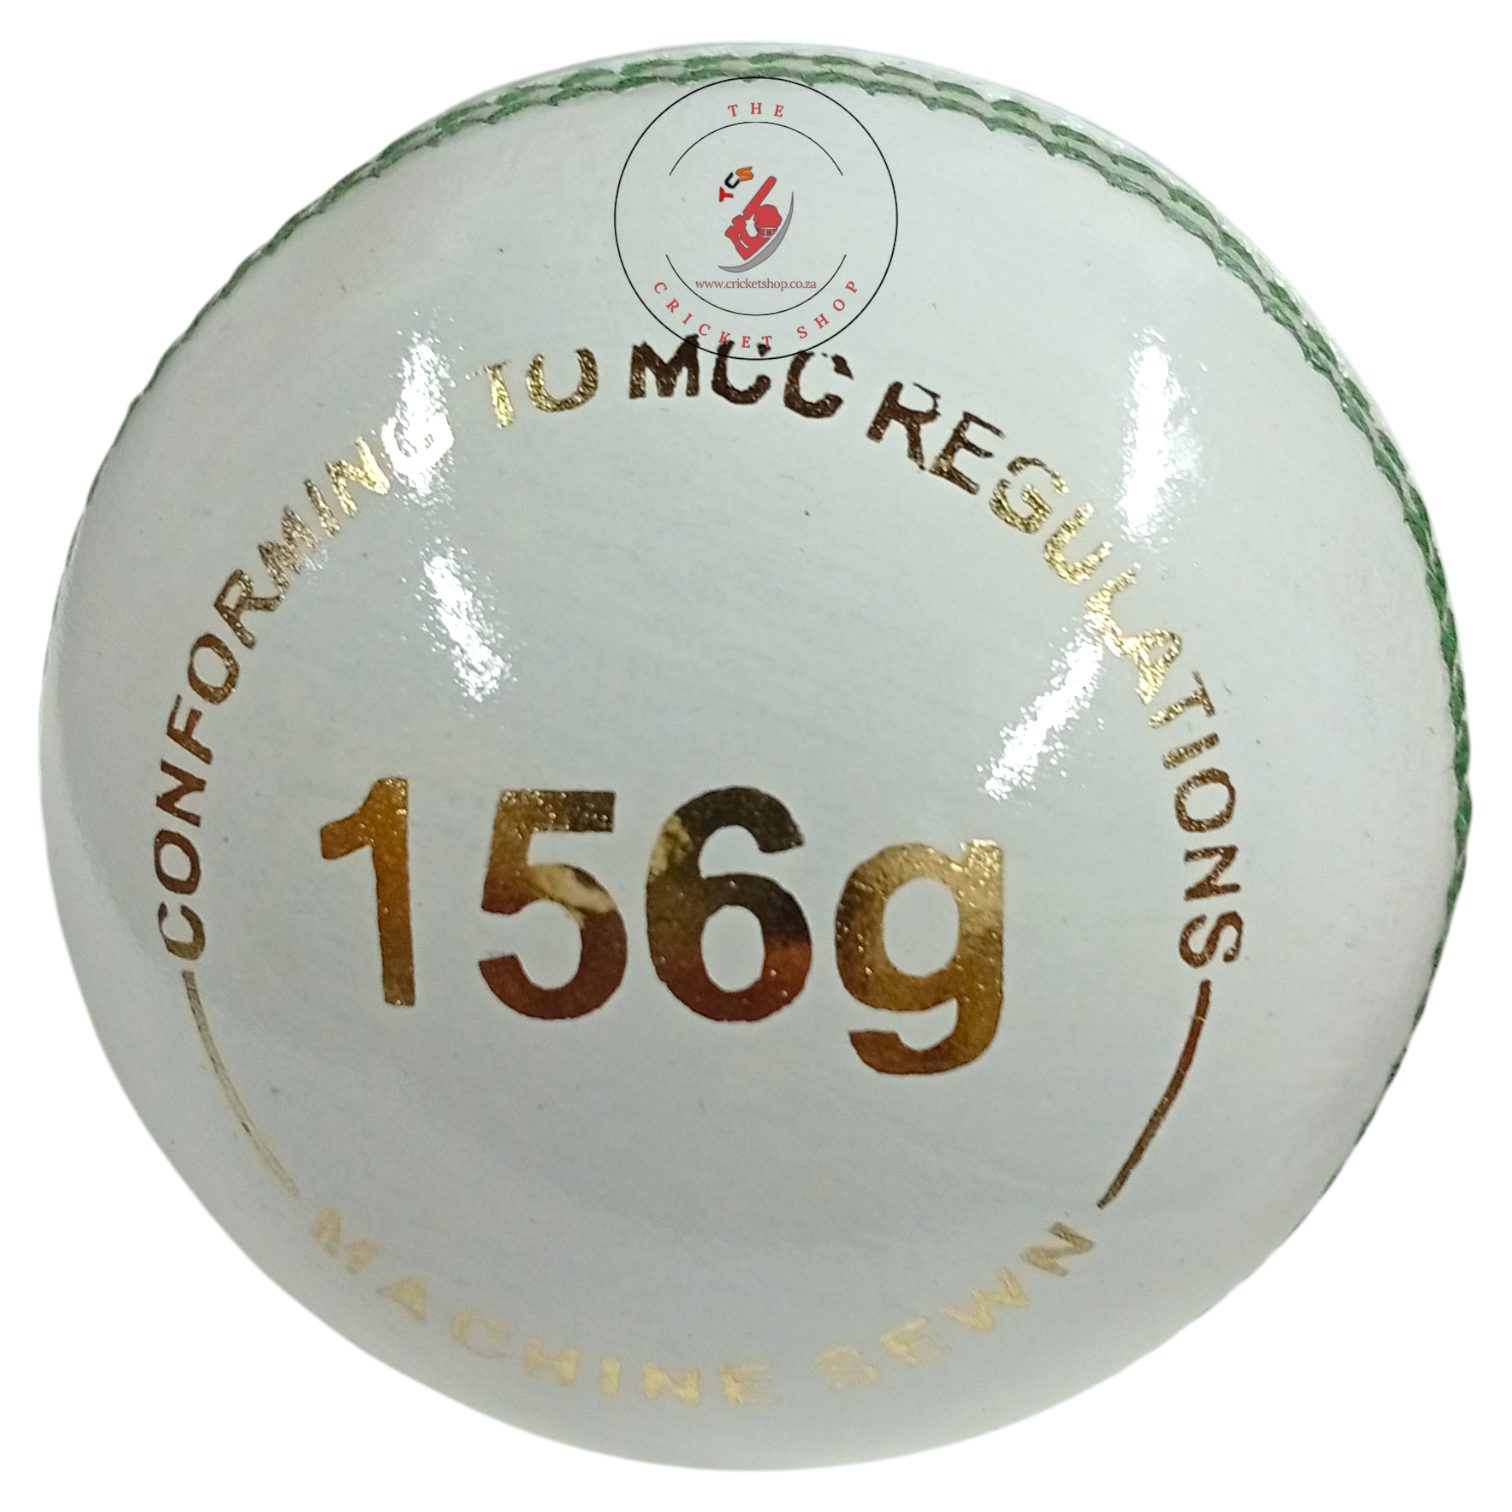 THE
TCS
www.cricketshop.co.za
CRICKET SHOP
CONFORMING TO MCC REGULATIONS
156g
MACHINE SEWN